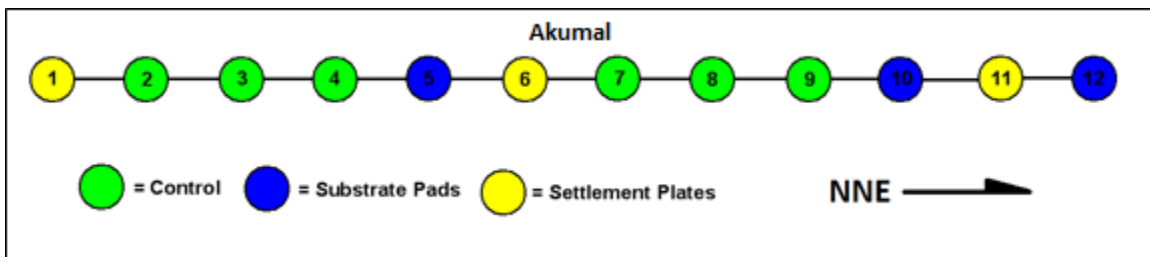 Akumal
1 2 3 4 5 6 7 8 9 10 11 12
= Control = Substrate Pads = Settlement Plates NNE